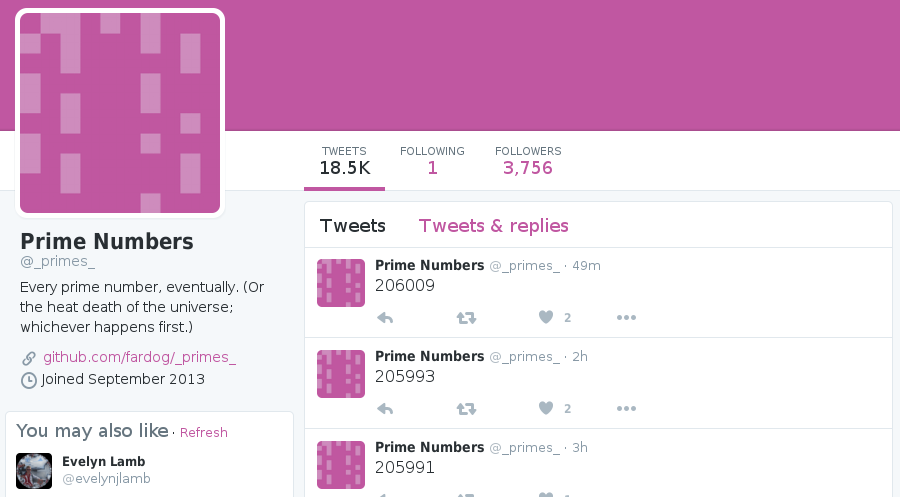 TWEETS FOLLOWING FOLLOWERS
18.5K 1 3,756
Prime Numbers
@_primes_
Every prime number, eventually. (Or
the heat death of the universe;
whichever happens first.)
github.com/fardog/_primes_
Joined September 2013
You may also like · Refresh
Evelyn Lamb
@evelynjlamb
Tweets Tweets & replies
Prime Numbers @_primes_ · 49m
206009
2
Prime Numbers @_primes_ · 2h
205993
2
Prime Numbers @_primes_ · 3h
205991